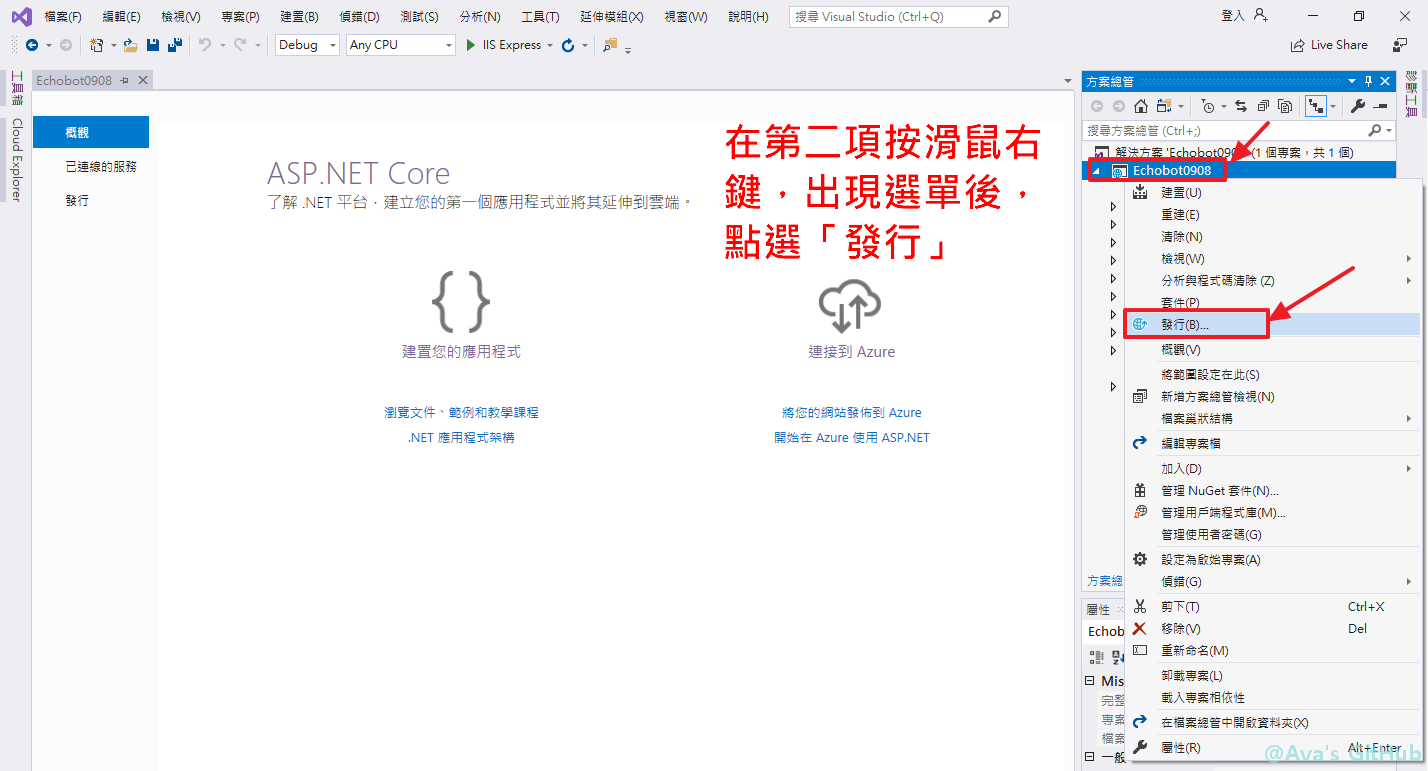 檔案(F) 編輯(E) 檢視(V) 專案(P) 建置(B) 偵錯(D) 測試(S) 分析(N) 工具(T) 延伸模組(X) 視窗(W) 說明(H) 搜尋 Visual Studio (Ctrl+Q) 登入
Debug Any CPU IIS Express Live Share
工具箱
Cloud Explorer
Echobot0908
概觀
已連線的服務
發行
ASP.NET Core
了解 .NET 平台，建立您的第一個應用程式並將其延伸到雲端。
建置您的應用程式
瀏覽文件、範例和教學課程
.NET 應用程式架構
連接到 Azure
將您的網站發佈到 Azure
開始在 Azure 使用 ASP.NET
在第二項按滑鼠右
鍵，出現選單後，
點選「發行」
方案總管
搜尋方案總管 (Ctrl+;)
解決方案 'Echobot09 (1 個專案，共 1 個)
Echobot0908
建置(U)
重建(E)
清除(N)
檢視(W)
分析與程式碼清除 (Z)
套件(P)
發行(B)...
概觀(V)
將範圍設定在此(S)
新增方案總管檢視(N)
檔案巢狀結構
編輯專案檔
加入(D)
管理 NuGet 套件(N)...
管理用戶端程式庫(M)...
管理使用者密碼(G)
設定為啟始專案(A)
偵錯(G)
剪下(T) Ctrl+X
移除(V) Del
重新命名(M)
卸載專案(L)
載入專案相依性
在檔案總管中開啟資料夾(X)
屬性(R) Alt+Enter
方案總
屬性
Echob
Mis
完整
專案
檔案
一般
診斷工具
@Ava's GitHub